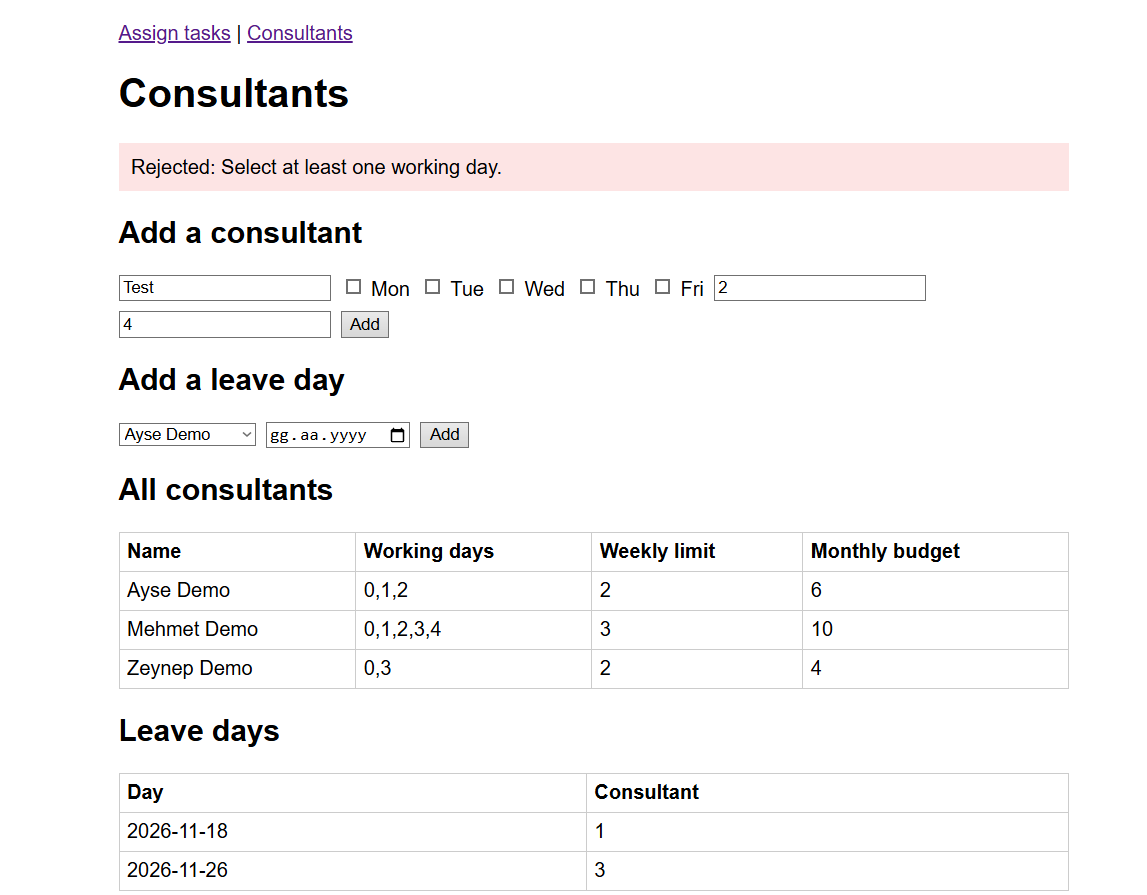 Assign tasks | Consultants
Consultants
Rejected: Select at least one working day.
Add a consultant
Test Mon Tue Wed Thu Fri 2
4 Add
Add a leave day
Ayse Demo gg.aa.yyyy Add
All consultants
Name Working days Weekly limit Monthly budget
Ayse Demo 0,1,2 2 6
Mehmet Demo 0,1,2,3,4 3 10
Zeynep Demo 0,3 2 4
Leave days
Day Consultant
2026-11-18 1
2026-11-26 3